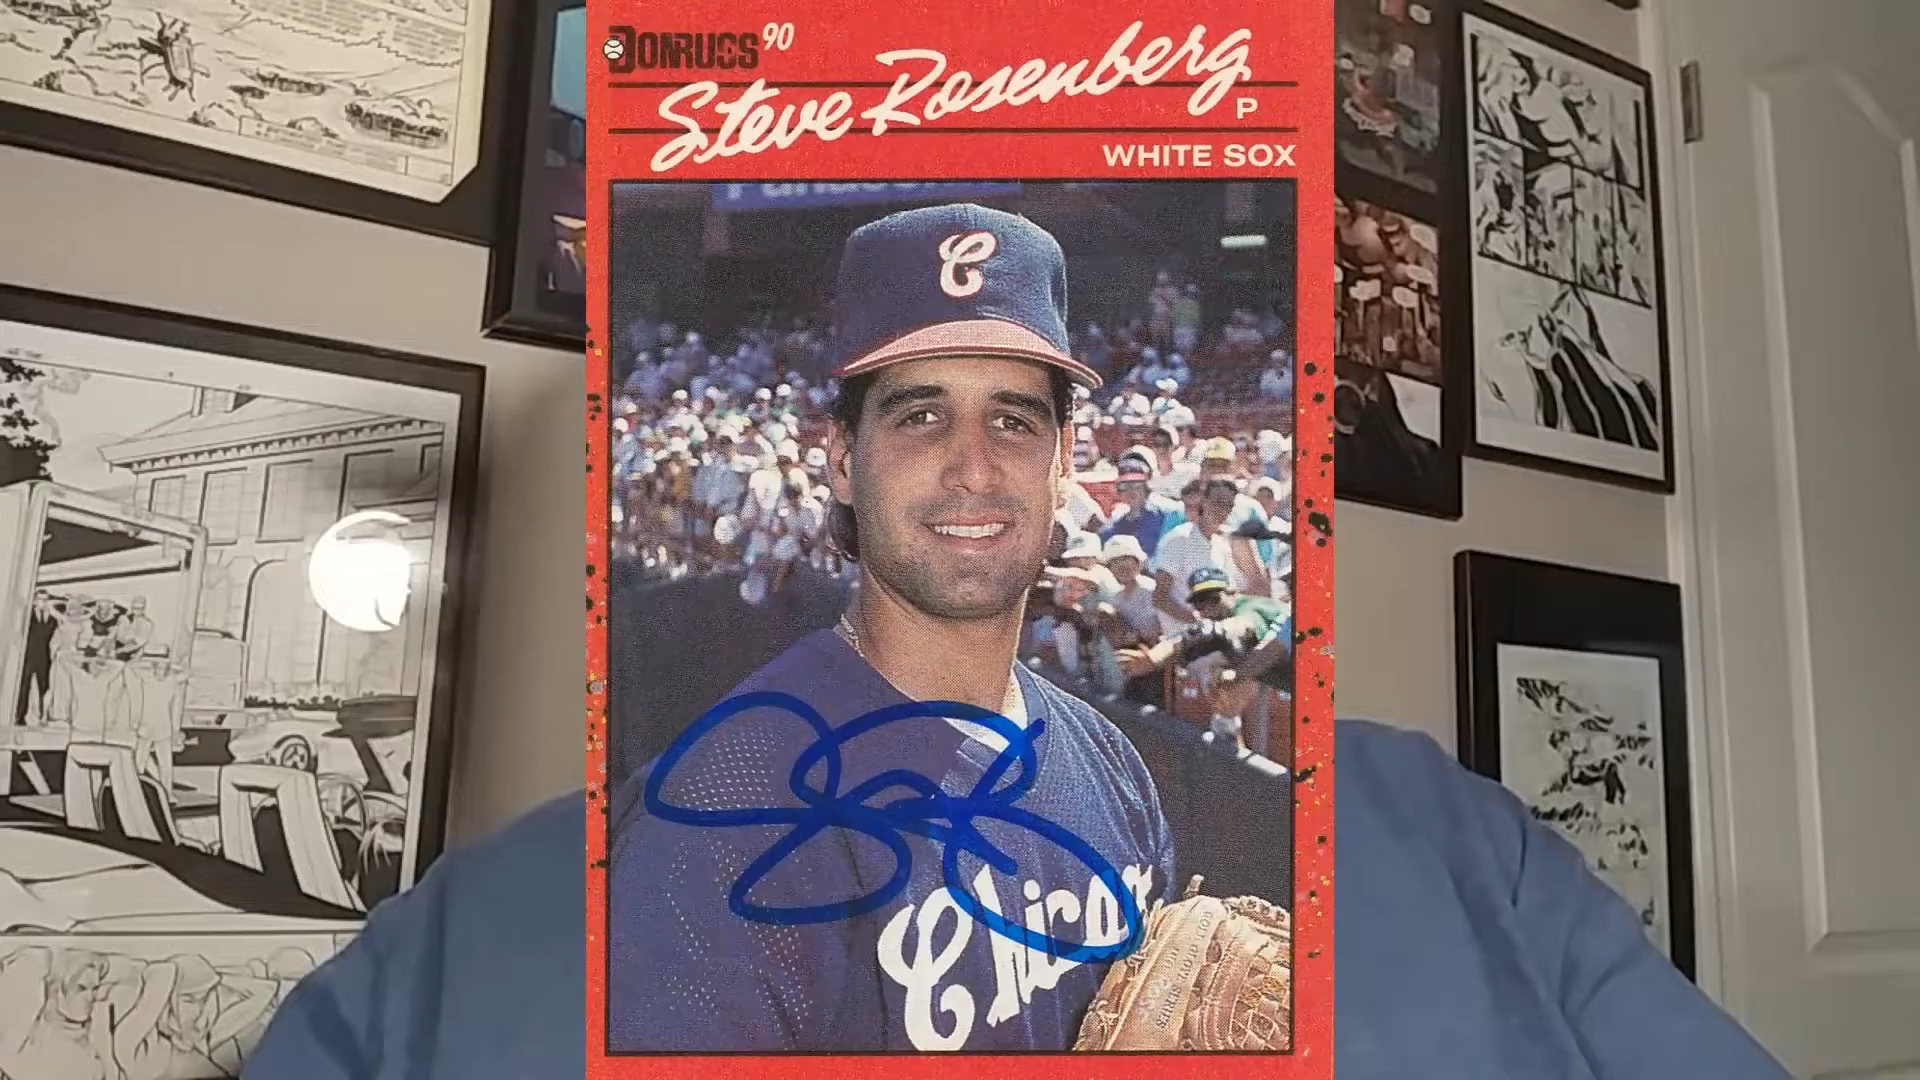 DONRUSS 90
Steve Rosenberg
P
WHITE SOX
Chicago